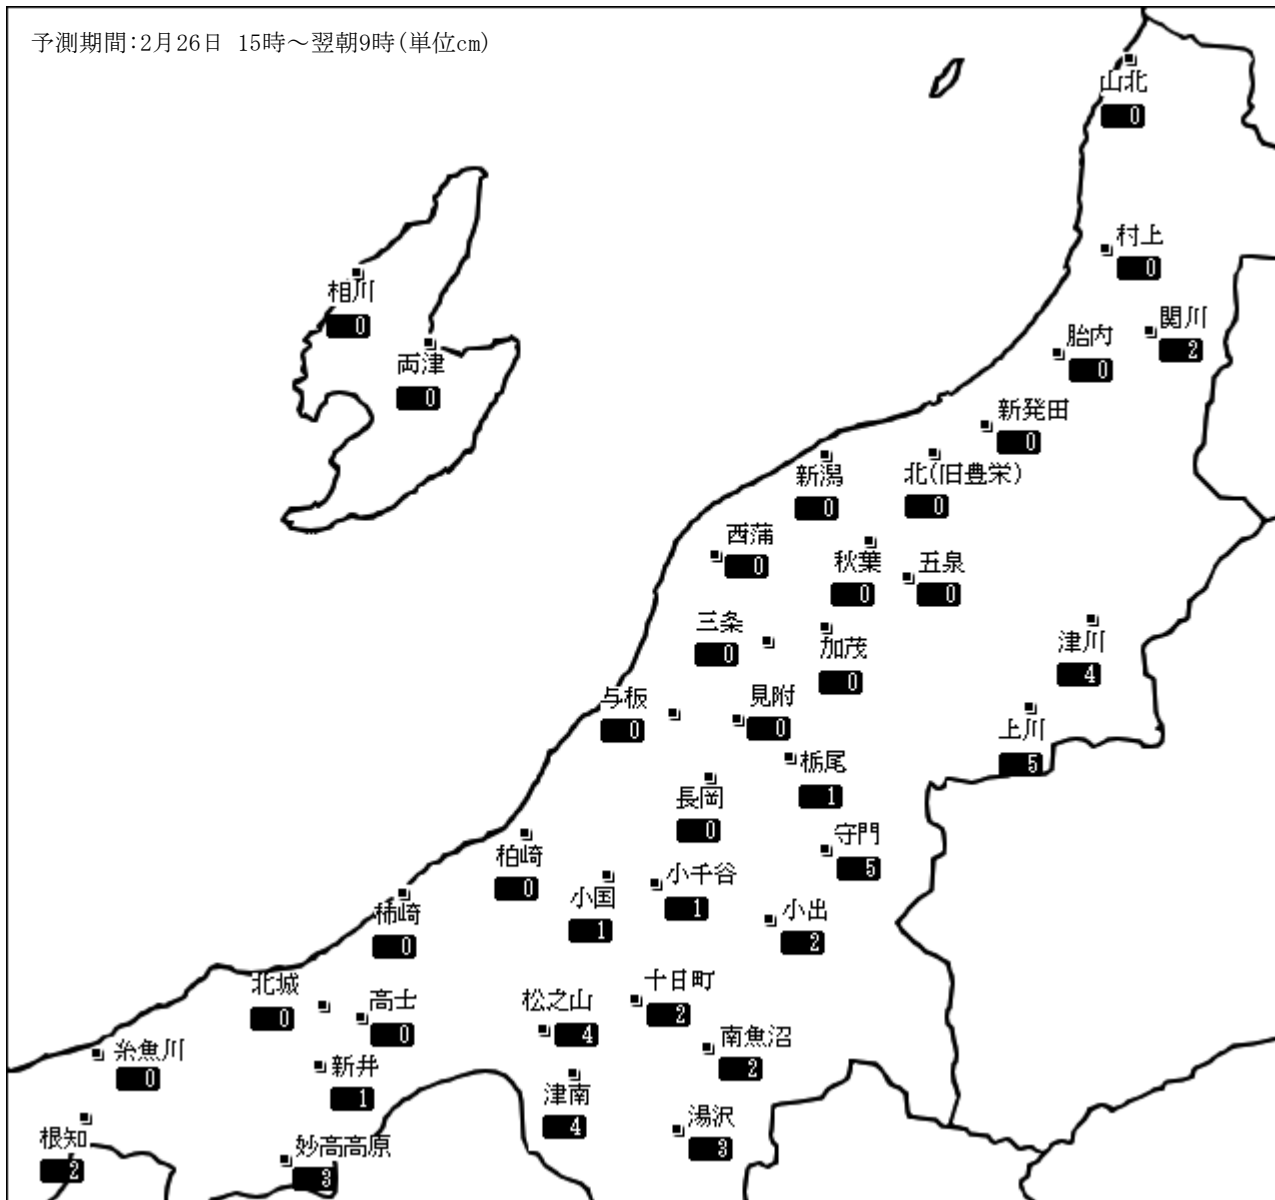 予測期間:2月26日 15時～翌朝9時(単位cm)
山北
0
村上
0
相川
0
関川
2
胎内
0
両津
0
新発田
0
新潟
0
北(旧豊栄)
0
西蒲
0
秋葉
0
五泉
0
三条
0
加茂
0
津川
4
与板
0
見附
0
上川
5
栃尾
1
長岡
0
守門
5
柏崎
0
小千谷
1
小国
1
小出
2
柿崎
0
北城
0
高士
0
松之山
4
十日町
2
南魚沼
2
糸魚川
0
新井
1
津南
4
湯沢
3
根知
2
妙高高原
3